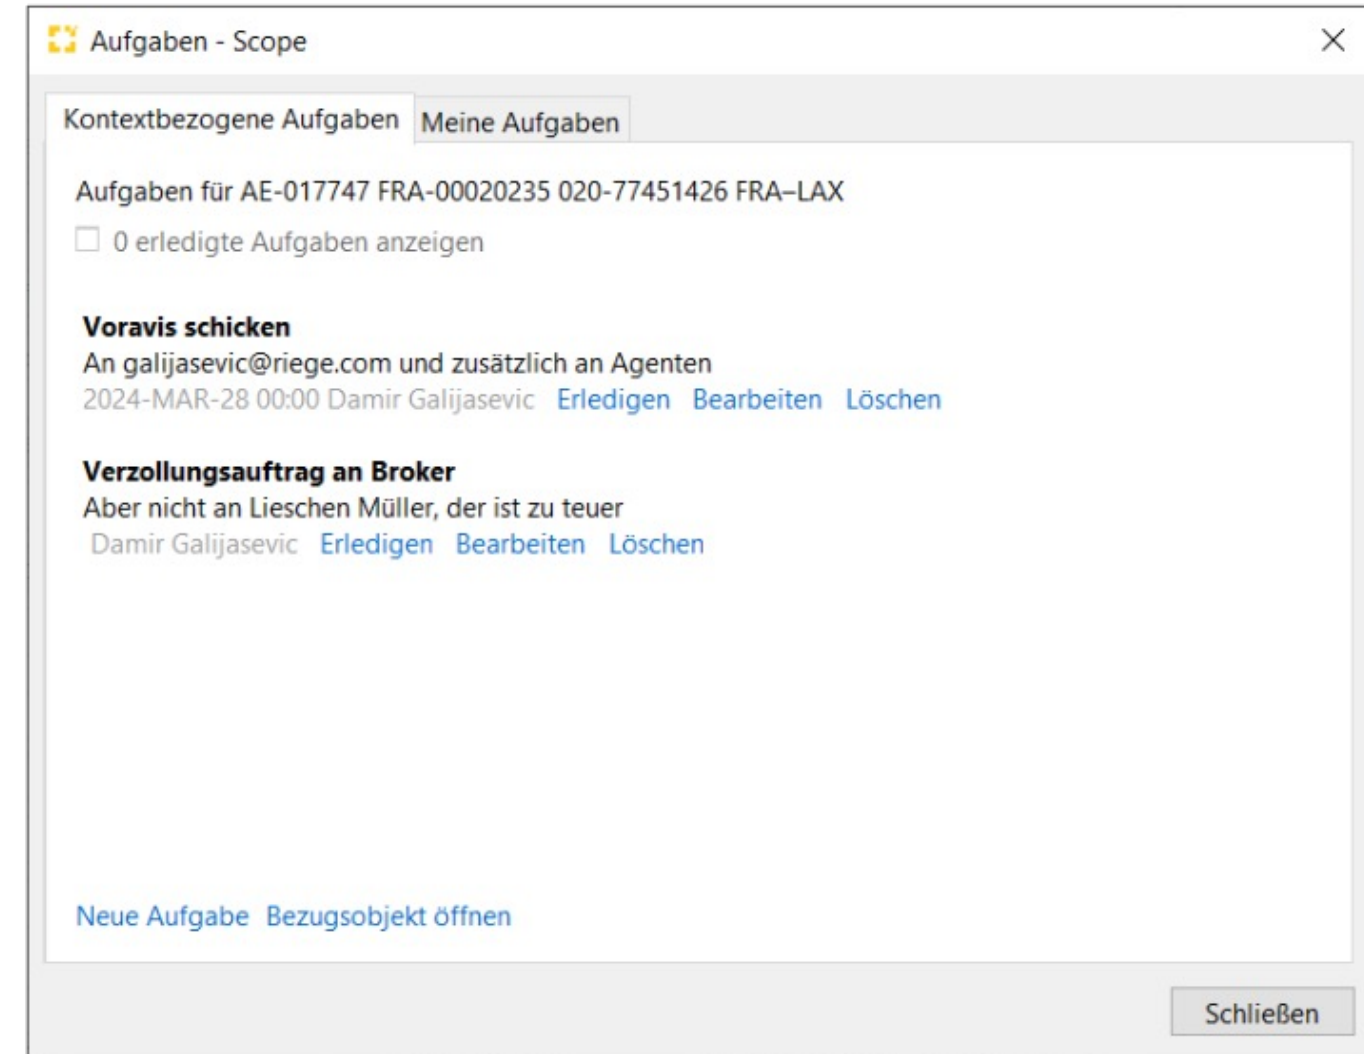 Aufgaben - Scope
Kontextbezogene Aufgaben Meine Aufgaben
Aufgaben für AE-017747 FRA-00020235 020-77451426 FRA–LAX
0 erledigte Aufgaben anzeigen
Voravis schicken
An galijasevic@riege.com und zusätzlich an Agenten
2024-MAR-28 00:00 Damir Galijasevic Erledigen Bearbeiten Löschen
Verzollungsauftrag an Broker
Aber nicht an Lieschen Müller, der ist zu teuer
Damir Galijasevic Erledigen Bearbeiten Löschen
Neue Aufgabe Bezugsobjekt öffnen
Schließen